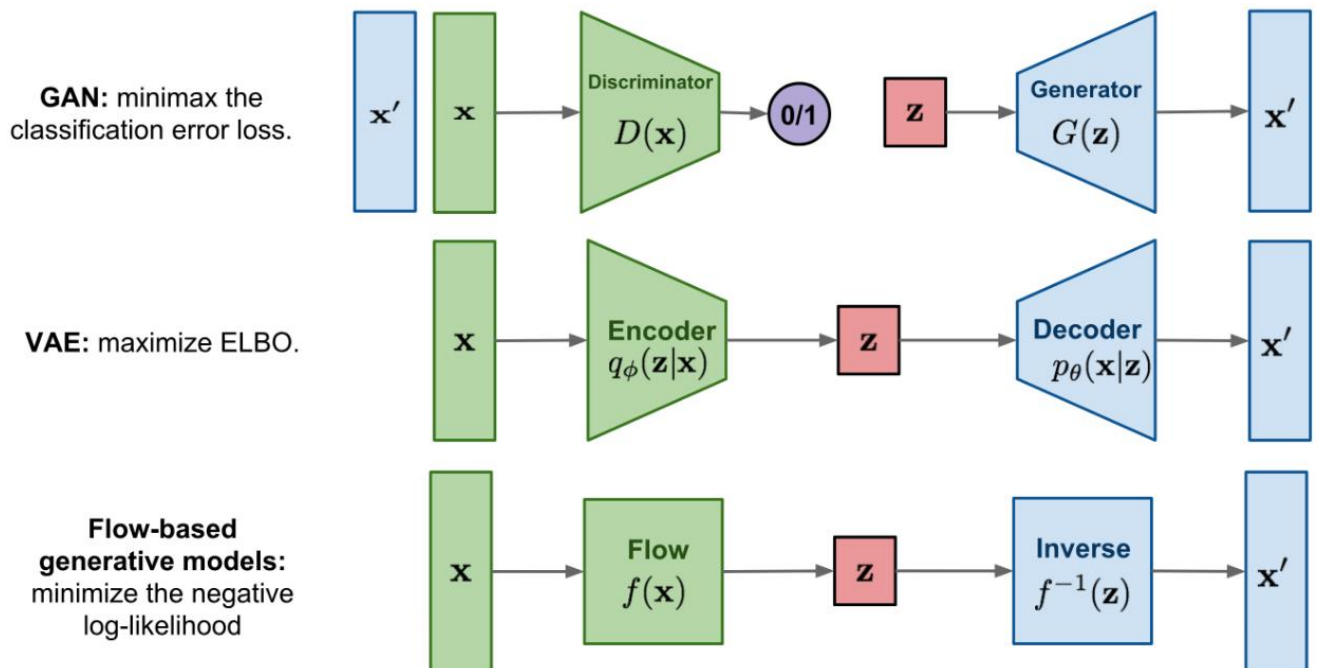 GAN: minimax the
classification error loss.
x′
x
Discriminator
D(x)
0/1
z
Generator
G(z)
x′
VAE: maximize ELBO.
x
Encoder
qϕ(z|x)
z
Decoder
pθ(x|z)
x′
Flow-based
generative models:
minimize the negative
log-likelihood
x
Flow
f(x)
z
Inverse
f⁻¹(z)
x′